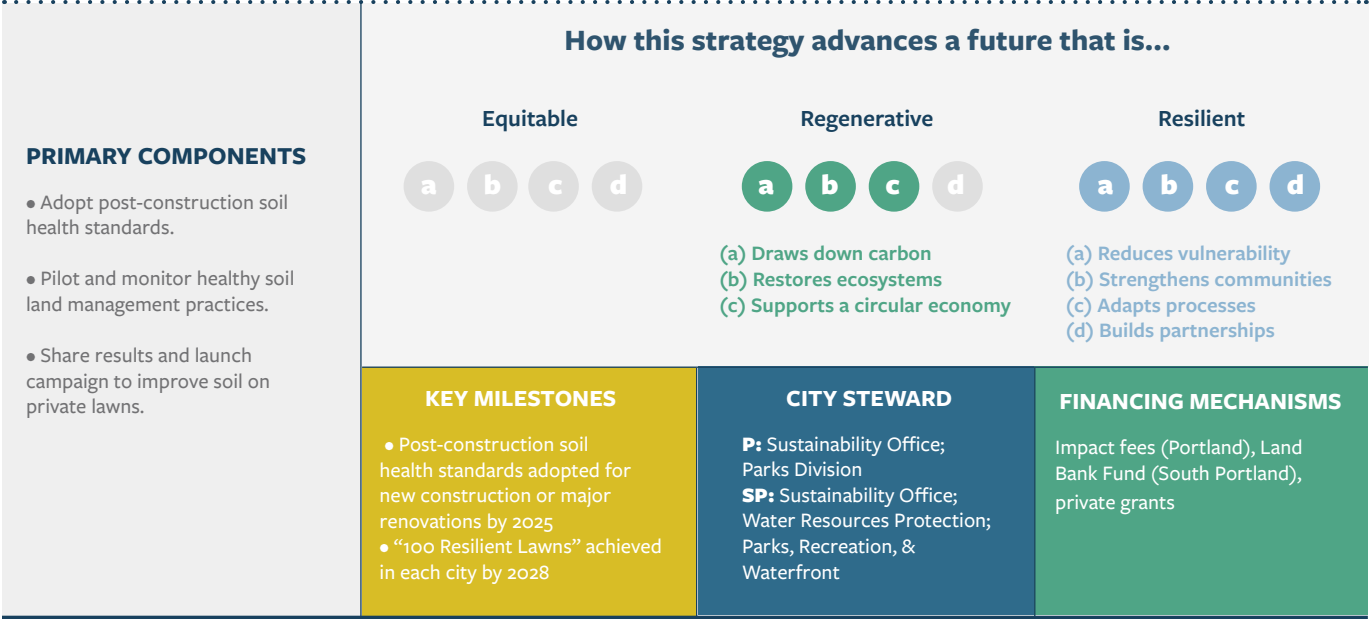 How this strategy advances a future that is...
PRIMARY COMPONENTS
• Adopt post-construction soil
health standards.
• Pilot and monitor healthy soil
land management practices.
• Share results and launch
campaign to improve soil on
private lawns.
Equitable
a b c d
Regenerative
a b c d
(a) Draws down carbon
(b) Restores ecosystems
(c) Supports a circular economy
Resilient
a b c d
(a) Reduces vulnerability
(b) Strengthens communities
(c) Adapts processes
(d) Builds partnerships
KEY MILESTONES
• Post-construction soil
health standards adopted for
new construction or major
renovations by 2025
• “100 Resilient Lawns” achieved
in each city by 2028
CITY STEWARD
P: Sustainability Office;
Parks Division
SP: Sustainability Office;
Water Resources Protection;
Parks, Recreation, &
Waterfront
FINANCING MECHANISMS
Impact fees (Portland), Land
Bank Fund (South Portland),
private grants